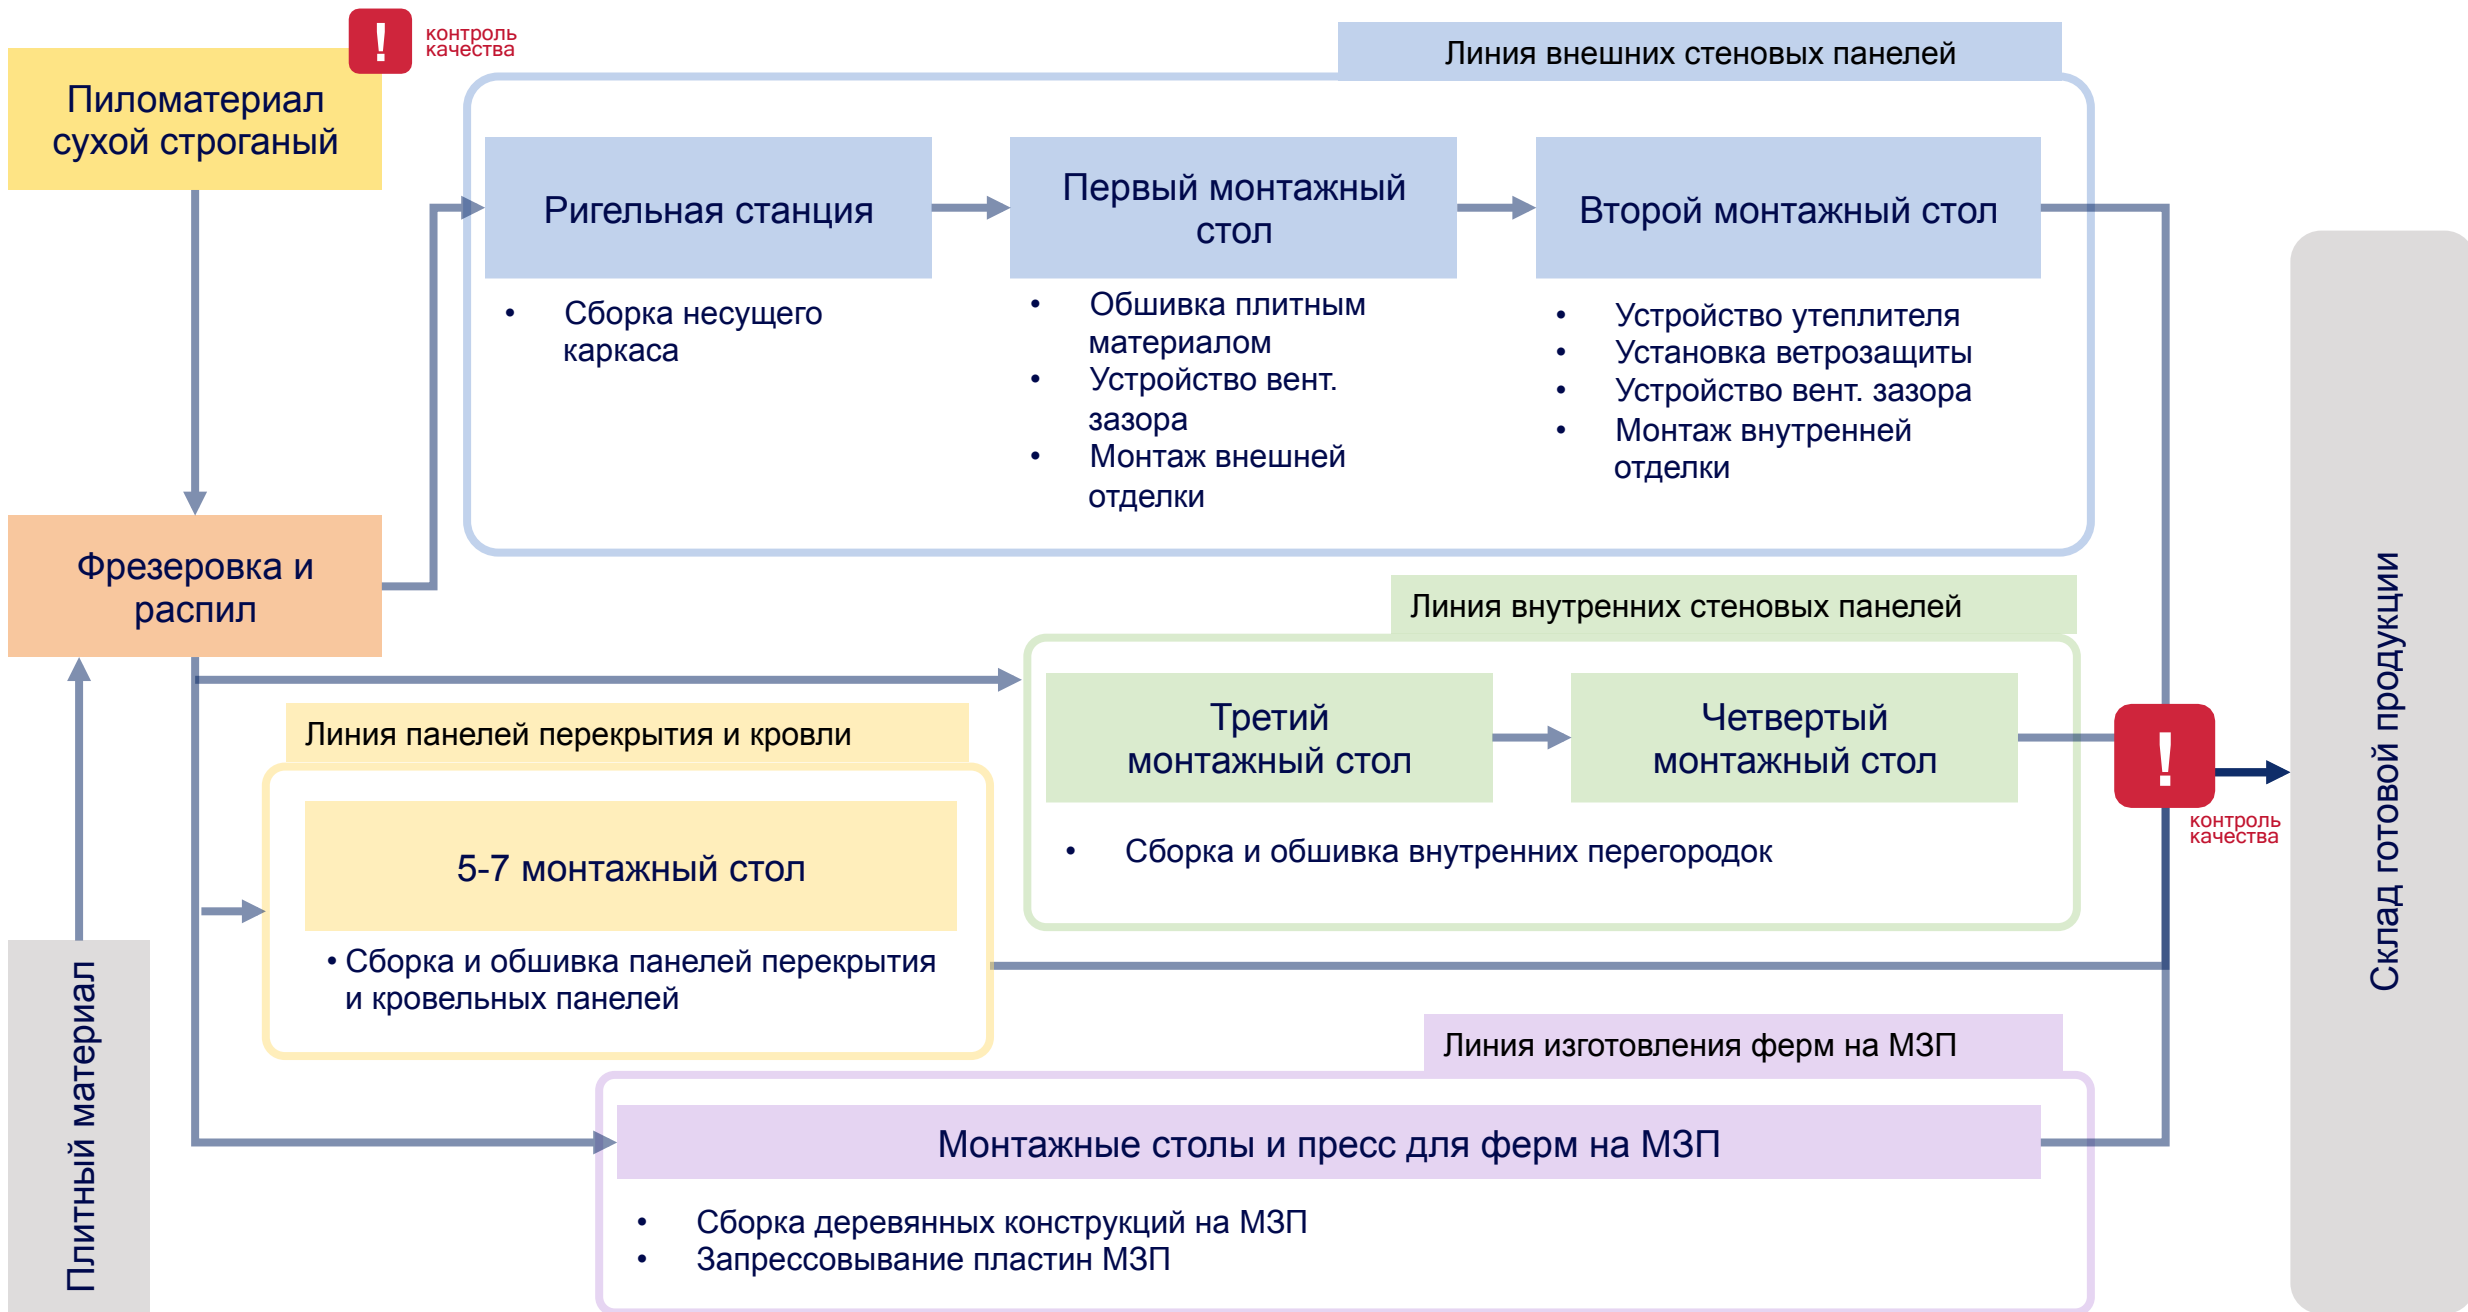 контроль
качества
Пиломатериал
сухой строганый
Линия внешних стеновых панелей
Ригельная станция
• Сборка несущего
каркаса
Первый монтажный
стол
• Обшивка плитным
материалом
• Устройство вент.
зазора
• Монтаж внешней
отделки
Второй монтажный стол
• Устройство утеплителя
• Установка ветрозащиты
• Устройство вент. зазора
• Монтаж внутренней
отделки
Фрезеровка и
распил
Линия внутренних стеновых панелей
Третий
монтажный стол
Четвертый
монтажный стол
• Сборка и обшивка внутренних перегородок
Линия панелей перекрытия и кровли
5-7 монтажный стол
• Сборка и обшивка панелей перекрытия
и кровельных панелей
контроль
качества
Склад готовой продукции
Плитный материал
Линия изготовления ферм на МЗП
Монтажные столы и пресс для ферм на МЗП
• Сборка деревянных конструкций на МЗП
• Запрессовывание пластин МЗП